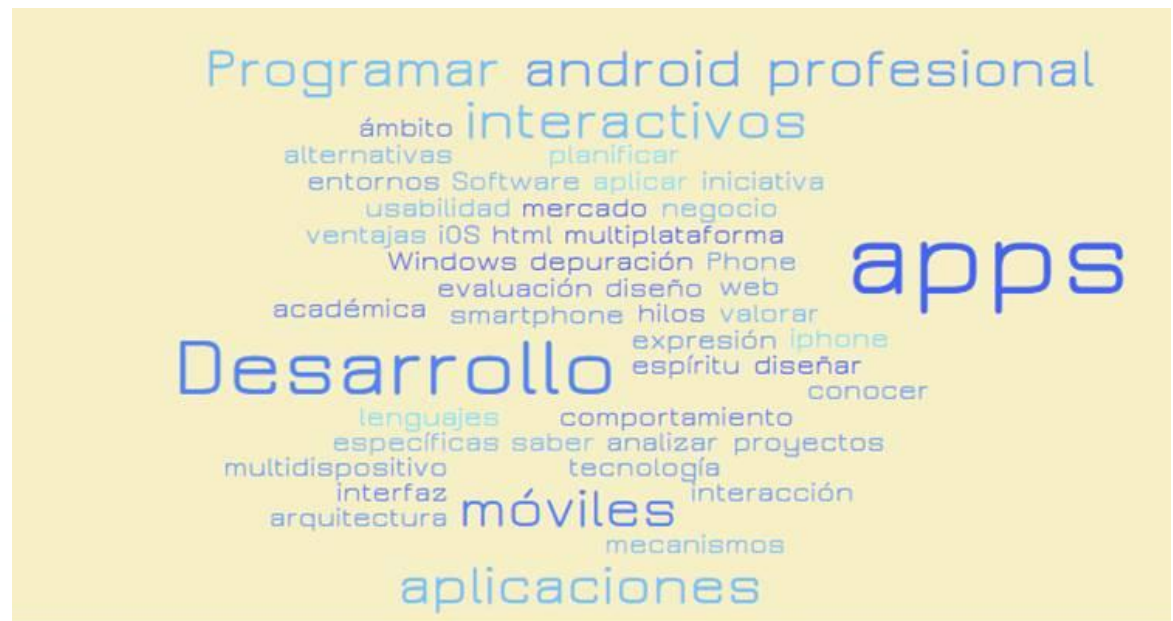 Programar android profesional
ámbito interactivos
alternativas planificar
entornos Software aplicar iniciativa
usabilidad mercado negocio
ventajas iOS html multiplataforma
apps
Windows depuración Phone
evaluación diseño web
académica smartphone hilos valorar
expresión iphone
Desarrollo espíritu diseñar
conocer
lenguajes comportamiento
específicas saber analizar proyectos
multidispositivo tecnología
interfaz móviles interacción
arquitectura
mecanismos
aplicaciones